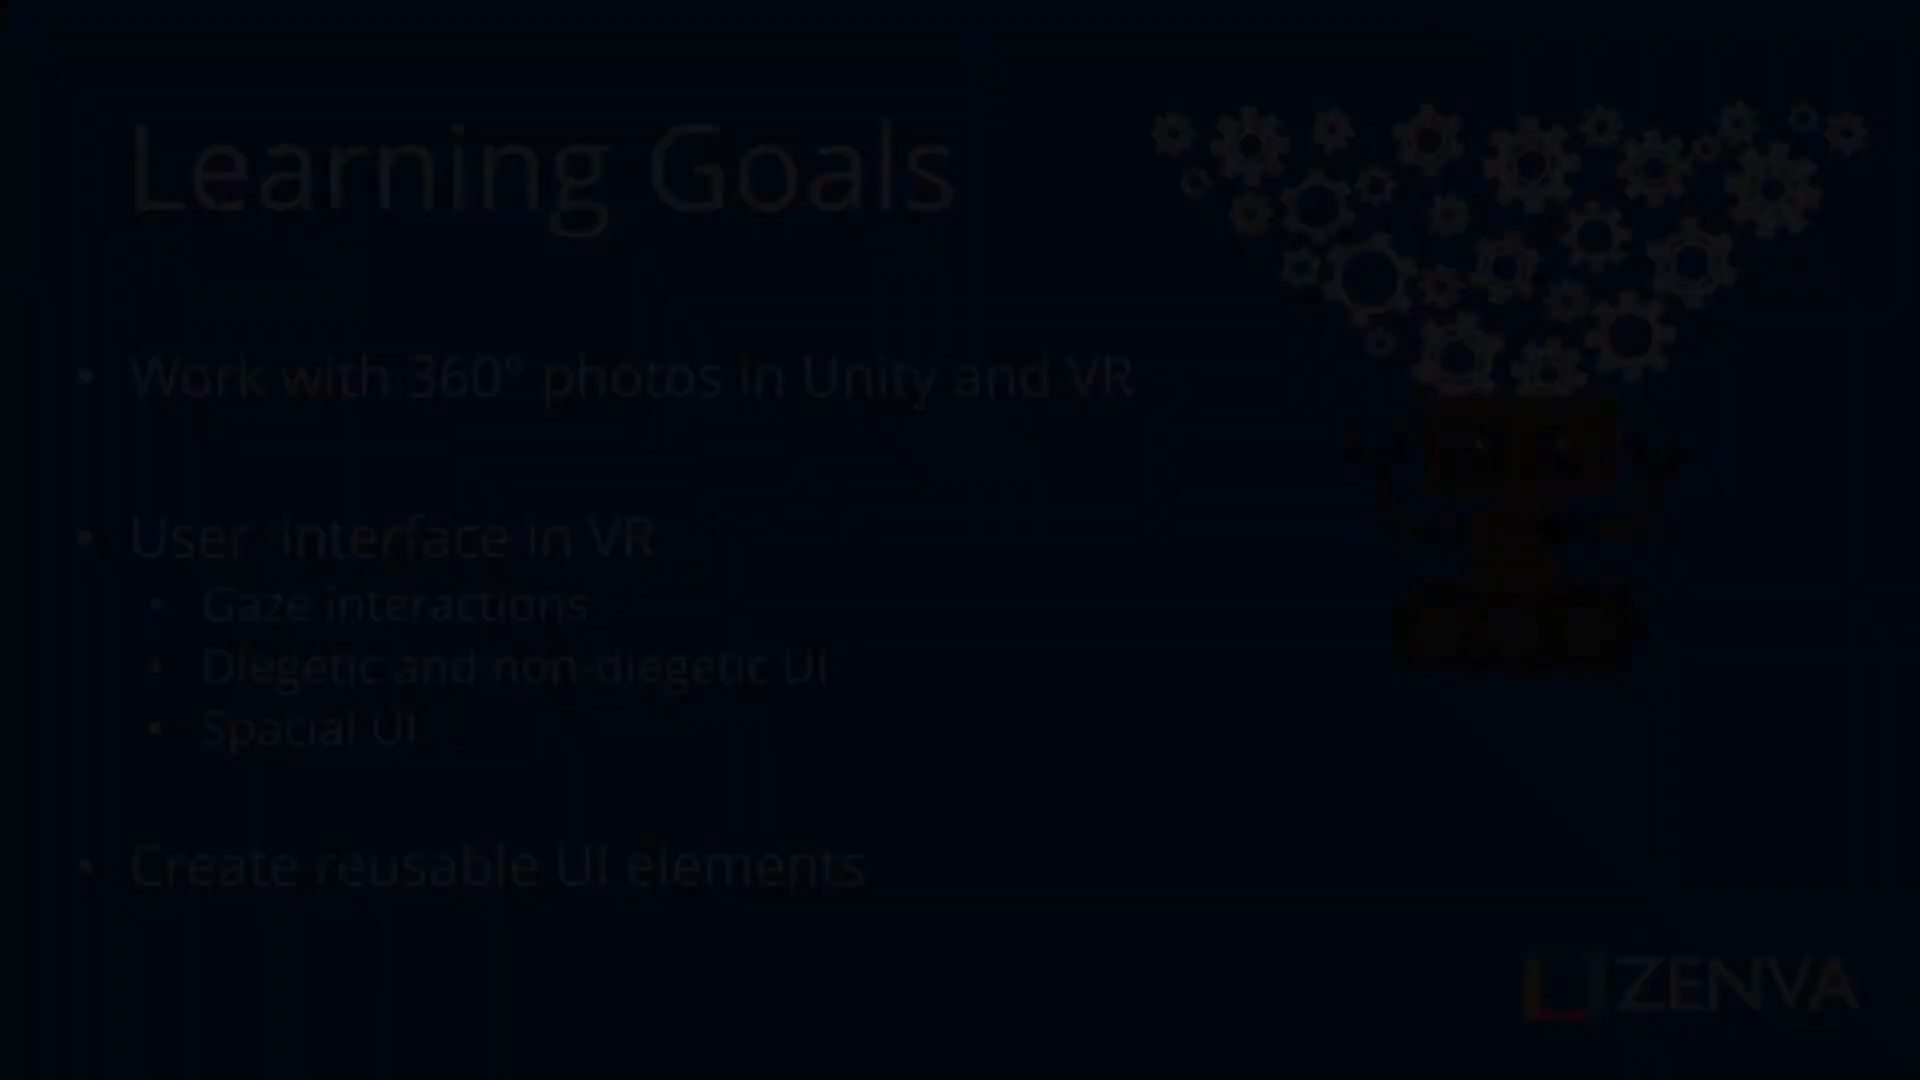 Learning Goals
• Work with 360° photos in Unity and VR
• User Interface in VR
• Gaze interactions
• Diegetic and non-diegetic UI
• Spacial UI
• Create reusable UI elements
ZENVA